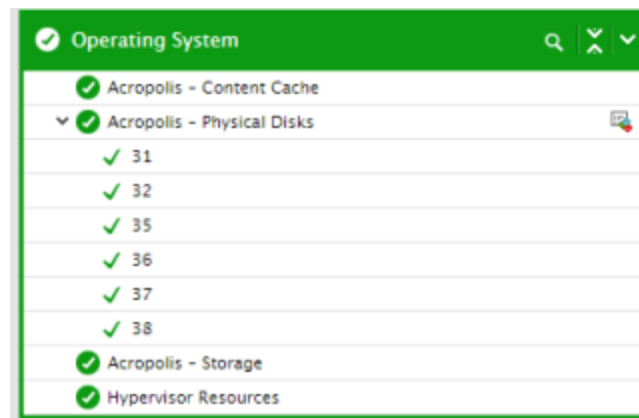 Operating System
Acropolis - Content Cache
Acropolis - Physical Disks
31
32
35
36
37
38
Acropolis - Storage
Hypervisor Resources